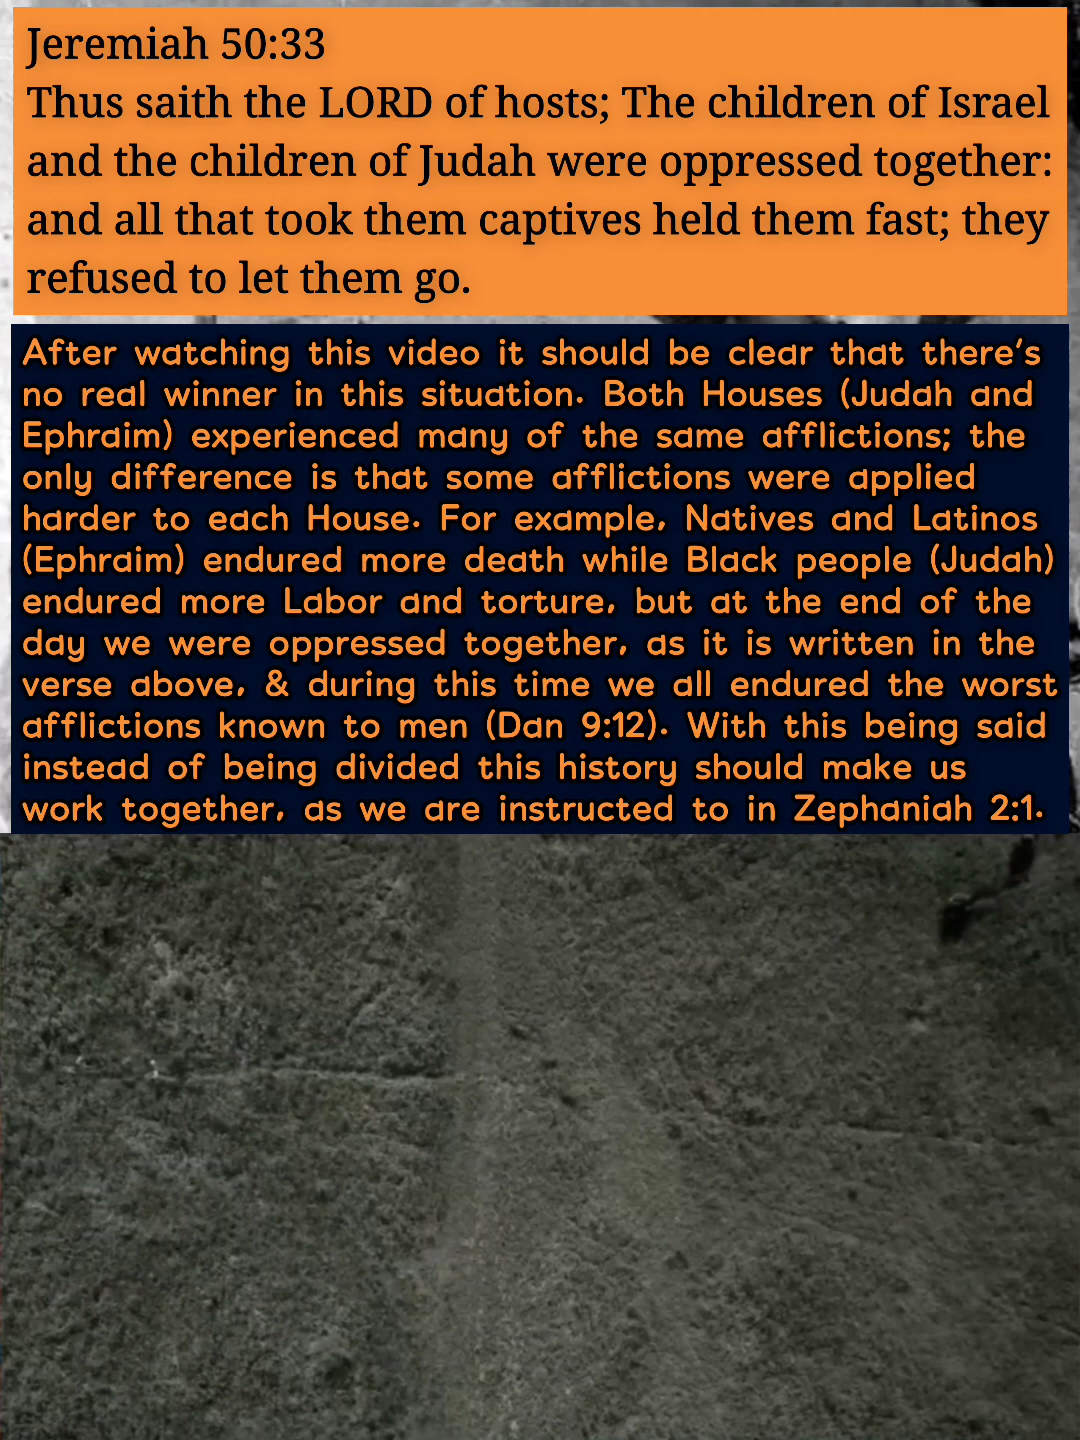 Jeremiah 50:33
Thus saith the LORD of hosts; The children of Israel
and the children of Judah were oppressed together:
and all that took them captives held them fast; they
refused to let them go.
After watching this video it should be clear that there's
no real winner in this situation. Both Houses (Judah and
Ephraim) experienced many of the same afflictions; the
only difference is that some afflictions were applied
harder to each House. For example, Natives and Latinos
(Ephraim) endured more death while Black people (Judah)
endured more Labor and torture, but at the end of the
day we were oppressed together, as it is written in the
verse above, & during this time we all endured the worst
afflictions known to men (Dan 9:12). With this being said
instead of being divided this history should make us
work together, as we are instructed to in Zephaniah 2:1.